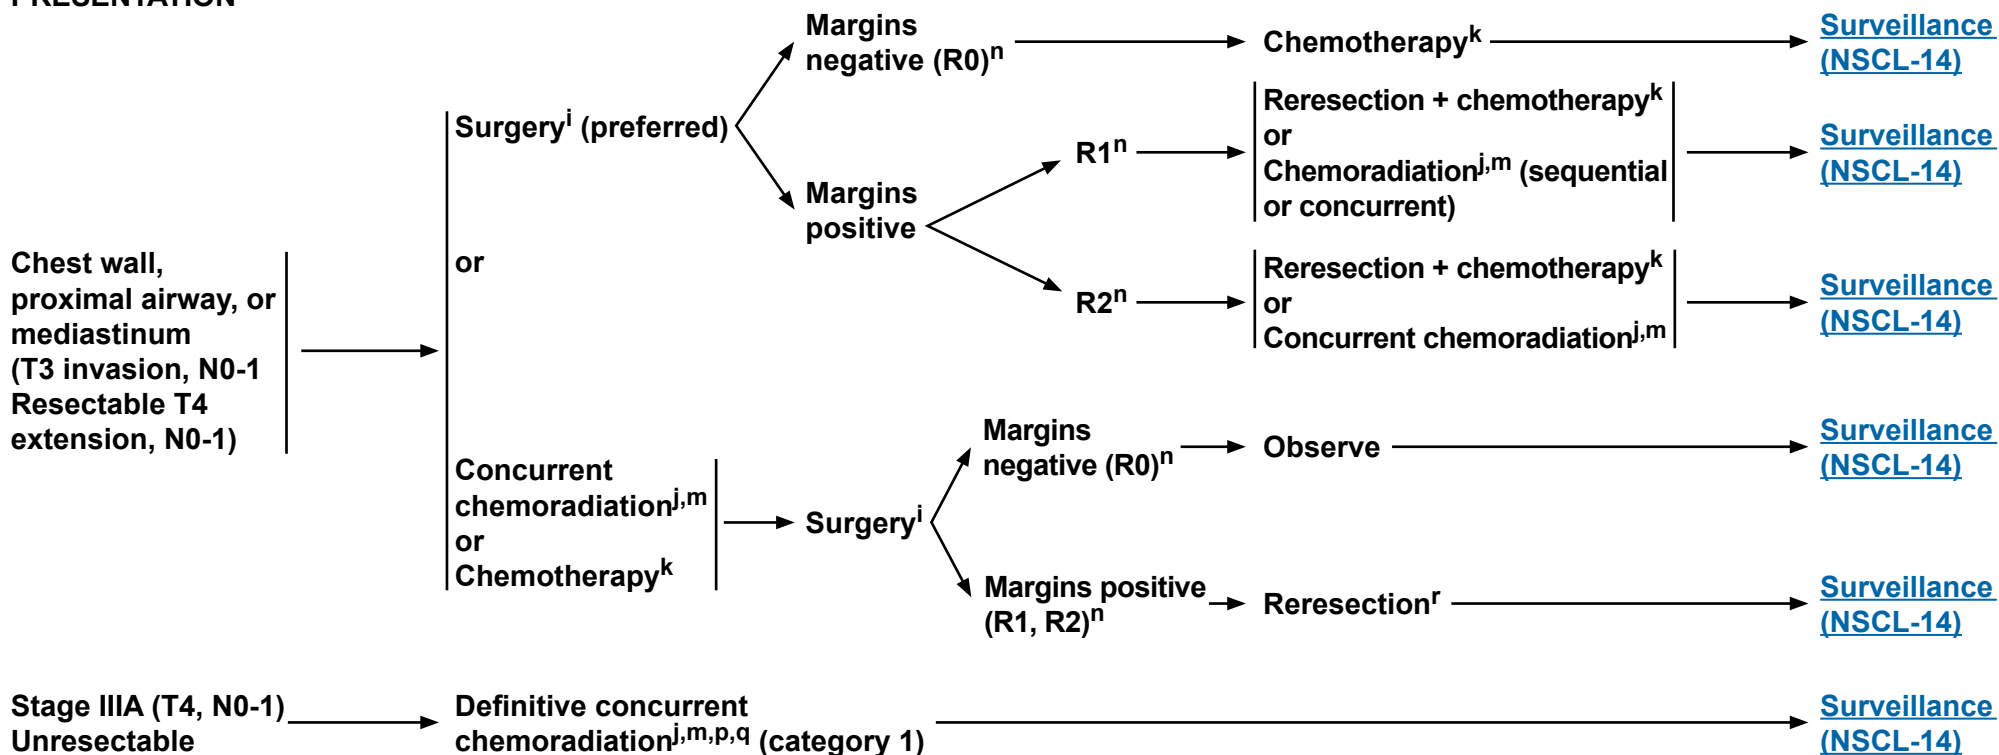 PRESENTATION
Margins
negative (R0)n
Chemotherapyk
Surveillance
(NSCL-14)
Surgeryi (preferred)
Margins
positive
R1n
Reresection + chemotherapyk
or
Chemoradiationj,m (sequential
or concurrent)
Surveillance
(NSCL-14)
R2n
Reresection + chemotherapyk
or
Concurrent chemoradiationj,m
Surveillance
(NSCL-14)
Chest wall,
proximal airway, or
mediastinum
(T3 invasion, N0-1
Resectable T4
extension, N0-1)
or
Concurrent
chemoradiationj,m
or
Chemotherapyk
Surgeryi
Margins
negative (R0)n
Observe
Surveillance
(NSCL-14)
Margins positive
(R1, R2)n
Reresectionr
Surveillance
(NSCL-14)
Stage IIIA (T4, N0-1)
Unresectable
Definitive concurrent
chemoradiationj,m,p,q (category 1)
Surveillance
(NSCL-14)